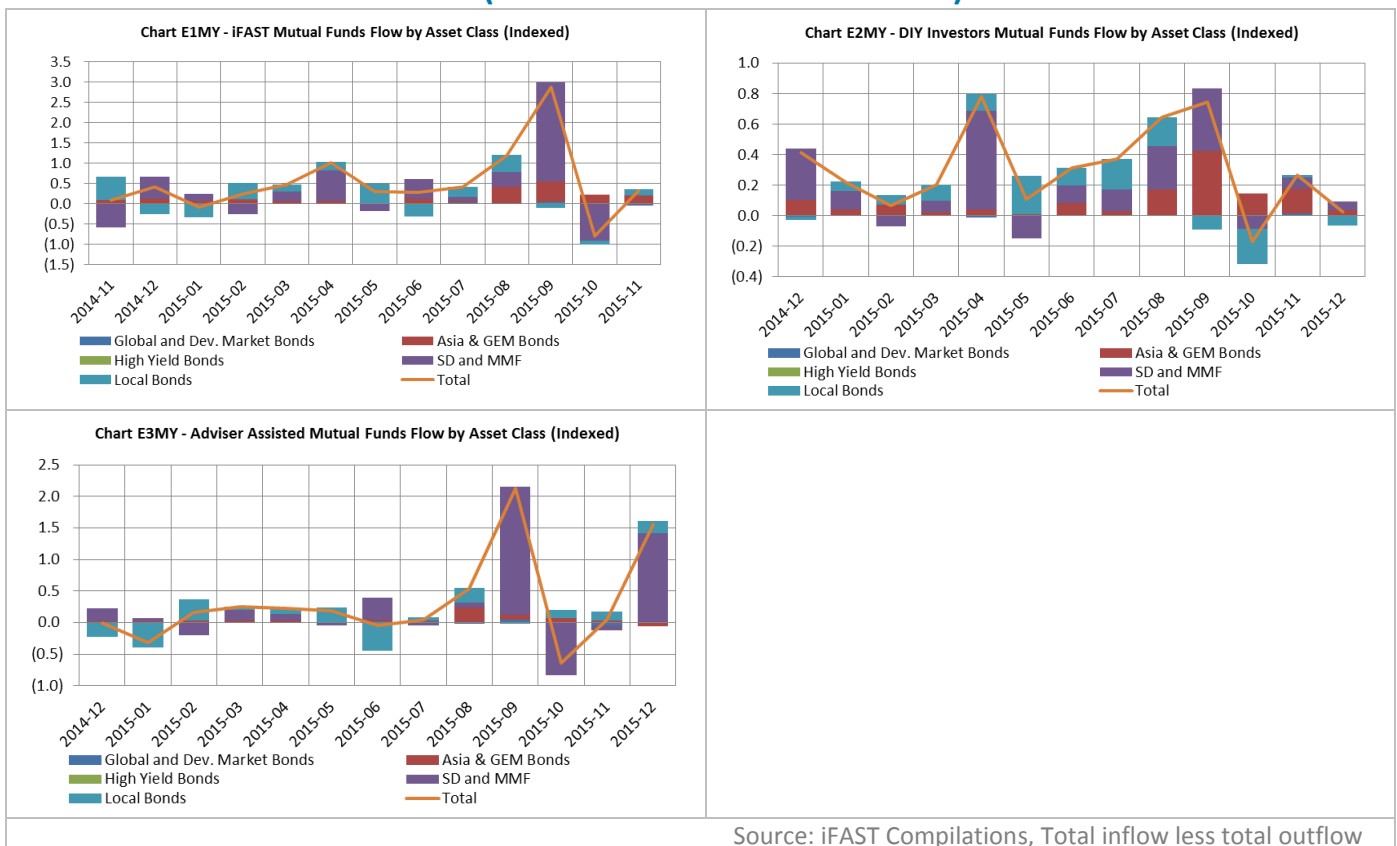 Chart E1MY - iFAST Mutual Funds Flow by Asset Class (Indexed)
3.5
3.0
2.5
2.0
1.5
1.0
0.5
0.0
(0.5)
(1.0)
(1.5)
2014-11 2014-12 2015-01 2015-02 2015-03 2015-04 2015-05 2015-06 2015-07 2015-08 2015-09 2015-10 2015-11
Global and Dev. Market Bonds Asia & GEM Bonds
High Yield Bonds SD and MMF
Local Bonds Total
Chart E2MY - DIY Investors Mutual Funds Flow by Asset Class (Indexed)
1.0
0.8
0.6
0.4
0.2
0.0
(0.2)
(0.4)
2014-12 2015-01 2015-02 2015-03 2015-04 2015-05 2015-06 2015-07 2015-08 2015-09 2015-10 2015-11 2015-12
Global and Dev. Market Bonds Asia & GEM Bonds
High Yield Bonds SD and MMF
Local Bonds Total
Chart E3MY - Adviser Assisted Mutual Funds Flow by Asset Class (Indexed)
2.5
2.0
1.5
1.0
0.5
0.0
(0.5)
(1.0)
2014-12 2015-01 2015-02 2015-03 2015-04 2015-05 2015-06 2015-07 2015-08 2015-09 2015-10 2015-11 2015-12
Global and Dev. Market Bonds Asia & GEM Bonds
High Yield Bonds SD and MMF
Local Bonds Total
Source: iFAST Compilations, Total inflow less total outflow